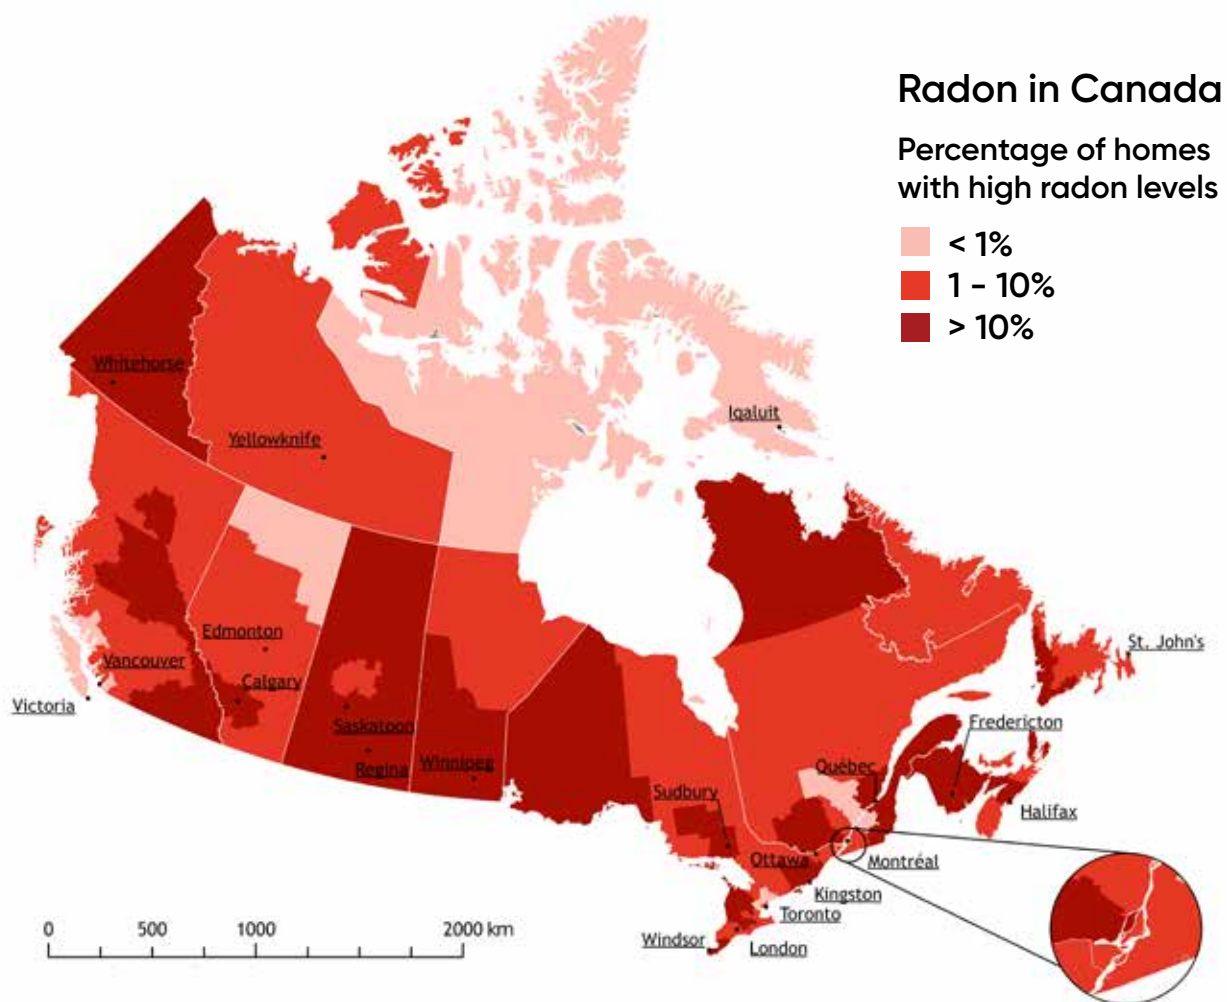 Radon in Canada
Percentage of homes
with high radon levels
< 1%
1 - 10%
> 10%
Whitehorse
Yellowknife
Iqaluit
Edmonton
Vancouver
Calgary
Victoria
Saskatoon
Regina
Winnipeg
St. John's
Fredericton
Québec
Sudbury
Halifax
Ottawa
Montréal
Kingston
Toronto
Windsor
London
0 500 1000 2000 km